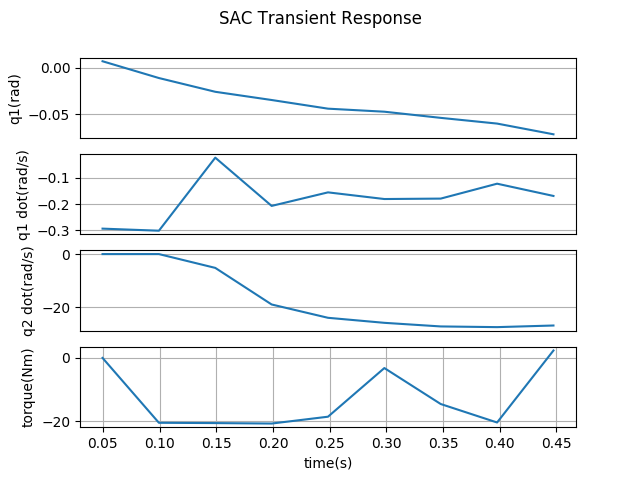 SAC Transient Response
0.00
−0.05
q1(rad)
−0.1
−0.2
−0.3
q1 dot(rad/s)
0
−20
q2 dot(rad/s)
0
−20
torque(Nm)
0.05 0.10 0.15 0.20 0.25 0.30 0.35 0.40 0.45
time(s)